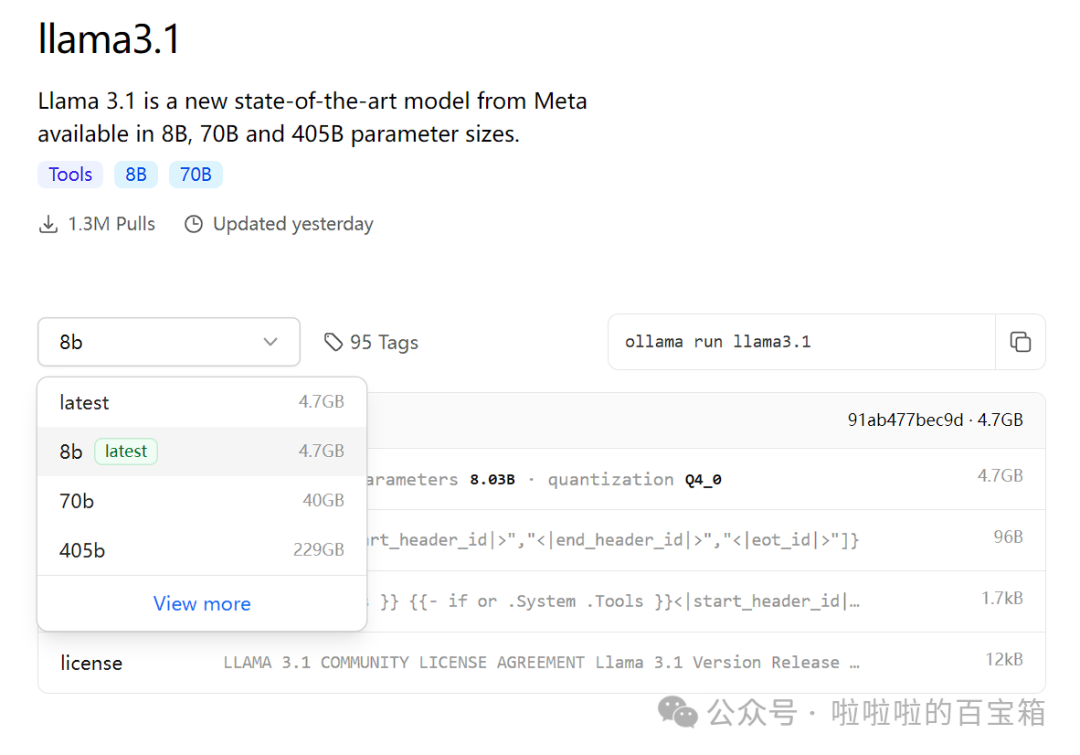 llama3.1
Llama 3.1 is a new state-of-the-art model from Meta
available in 8B, 70B and 405B parameter sizes.
Tools 8B 70B
1.3M Pulls Updated yesterday
8b 95 Tags ollama run llama3.1
latest 4.7GB
91ab477bec9d · 4.7GB
8b latest 4.7GB
arameters 8.03B · quantization Q4_0 4.7GB
70b 40GB
rt_header_id|>","<|end_header_id|>","<|eot_id|>"]} 96B
405b 229GB
}} {{- if or .System .Tools }}<|start_header_id|… 1.7kB
View more
license LLAMA 3.1 COMMUNITY LICENSE AGREEMENT Llama 3.1 Version Release … 12kB
公众号 · 啦啦啦的百宝箱